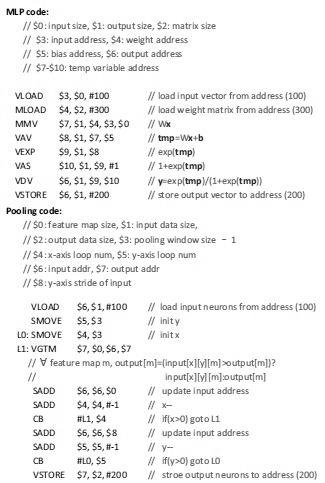 MLP code:
// $0: input size, $1: output size, $2: matrix size
// $3: input address, $4: weight address
// $5: bias address, $6: output address
// $7-$10: temp variable address
VLOAD $3, $0, #100 // load input vector from address (100)
MLOAD $4, $2, #300 // load weight matrix from address (300)
MMV $7, $1, $4, $3, $0 // Wx
VAV $8, $1, $7, $5 // tmp=Wx+b
VEXP $9, $1, $8 // exp(tmp)
VAS $10, $1, $9, #1 // 1+exp(tmp)
VDV $6, $1, $9, $10 // y=exp(tmp)/(1+exp(tmp))
VSTORE $6, $1, #200 // store output vector to address (200)
Pooling code:
// $0: feature map size, $1: input data size,
// $2: output data size, $3: pooling window size － 1
// $4: x-axis loop num, $5: y-axis loop num
// $6: input addr, $7: output addr
// $8: y-axis stride of input
VLOAD $6, $1, #100 // load input neurons from address (100)
SMOVE $5, $3 // init y
L0: SMOVE $4, $3 // init x
L1: VGTM $7, $0, $6, $7
// ∀ feature map m, output[m]=(input[x][y][m]>output[m])?
// input[x][y][m]:output[m]
SADD $6, $6, $0 // update input address
SADD $4, $4, #-1 // x--
CB #L1, $4 // if(x>0) goto L1
SADD $6, $6, $8 // update input address
SADD $5, $5, #-1 // y--
CB #L0, $5 // if(y>0) goto L0
VSTORE $7, $2, #200 // stroe output neurons to address (200)